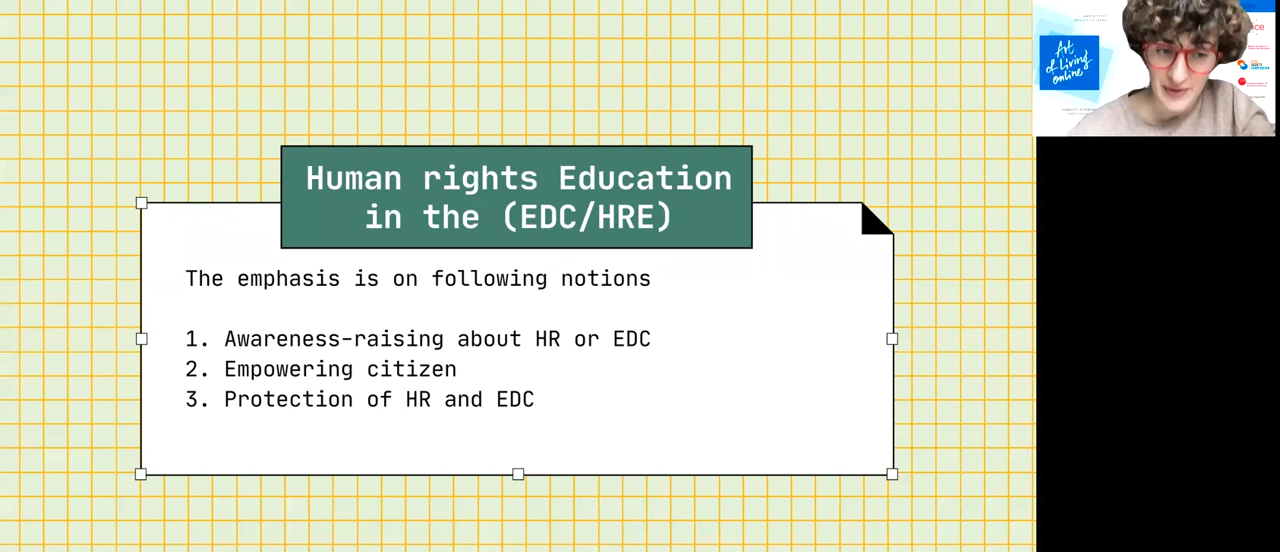 Human rights Education
in the (EDC/HRE)
The emphasis is on following notions
1. Awareness-raising about HR or EDC
2. Empowering citizen
3. Protection of HR and EDC
Art
of Living
online